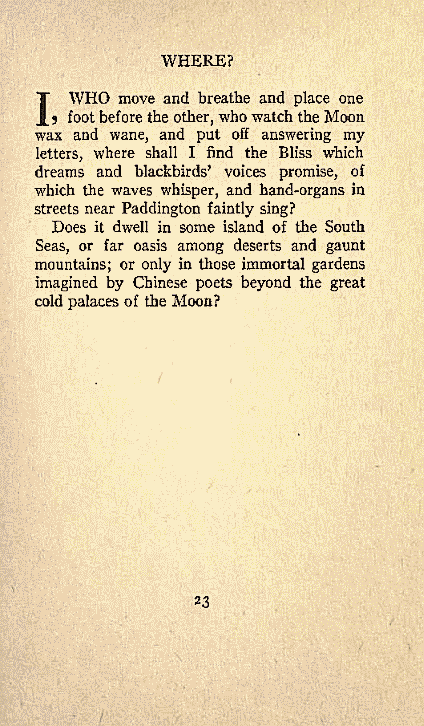 WHERE?
I, WHO move and breathe and place one
foot before the other, who watch the Moon
wax and wane, and put off answering my
letters, where shall I find the Bliss which
dreams and blackbirds' voices promise, of
which the waves whisper, and hand-organs in
streets near Paddington faintly sing?
Does it dwell in some island of the South
Seas, or far oasis among deserts and gaunt
mountains; or only in those immortal gardens
imagined by Chinese poets beyond the great
cold palaces of the Moon?
23